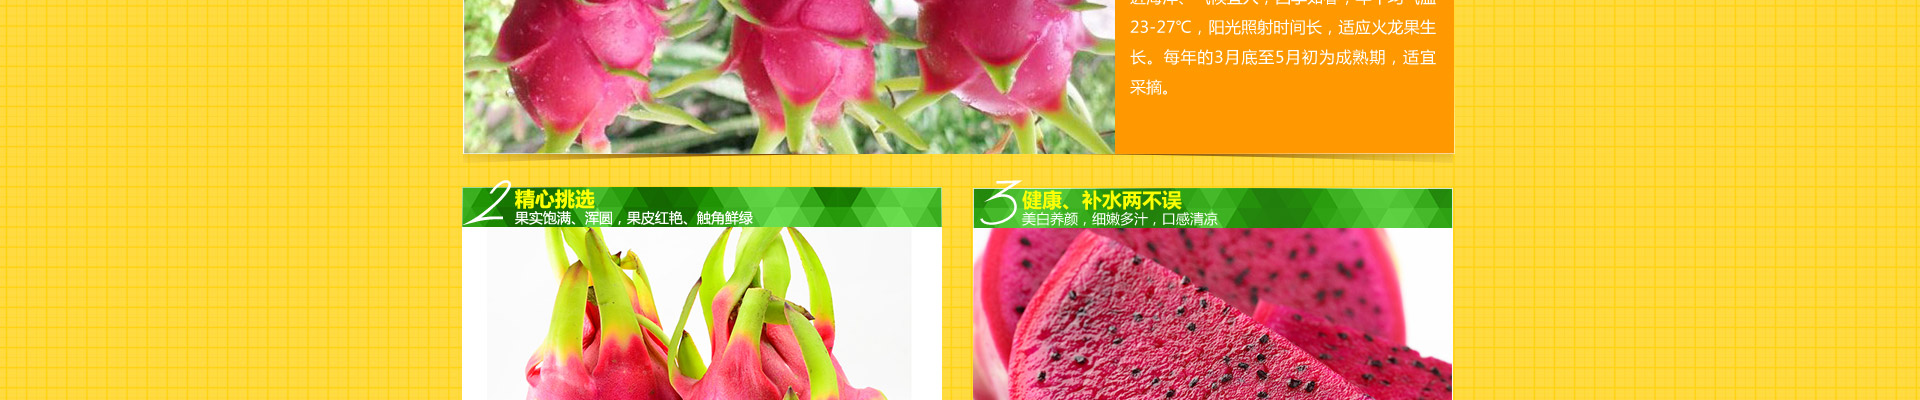 23-27℃，阳光照射时间长，适应火龙果生
长。每年的3月底至5月初为成熟期，适宜
采摘。
2 精心挑选
果实饱满、浑圆，果皮红艳、触角鲜绿
3 健康、补水两不误
美白养颜，细嫩多汁，口感清凉